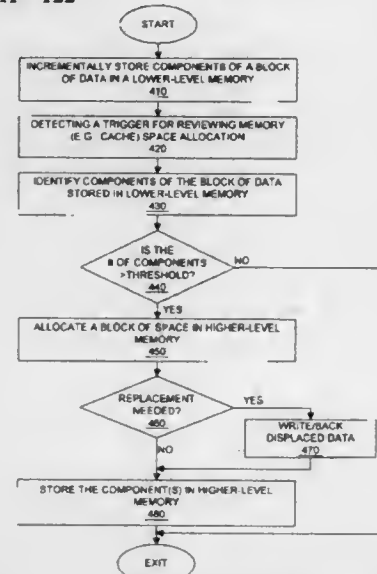 START
INCREMENTALLY STORE COMPONENTS OF A BLOCK
OF DATA IN A LOWER-LEVEL MEMORY
410
DETECTING A TRIGGER FOR REVIEWING MEMORY
(E.G. CACHE) SPACE ALLOCATION
420
IDENTIFY COMPONENTS OF THE BLOCK OF DATA
STORED IN LOWER-LEVEL MEMORY
430
IS THE
# OF COMPONENTS
>THRESHOLD?
440
NO
YES
ALLOCATE A BLOCK OF SPACE IN HIGHER-LEVEL
MEMORY
450
REPLACEMENT
NEEDED?
460
YES
WRITE/BACK
DISPLACED DATA
470
NO
STORE THE COMPONENT(S) IN HIGHER-LEVEL
MEMORY
480
EXIT